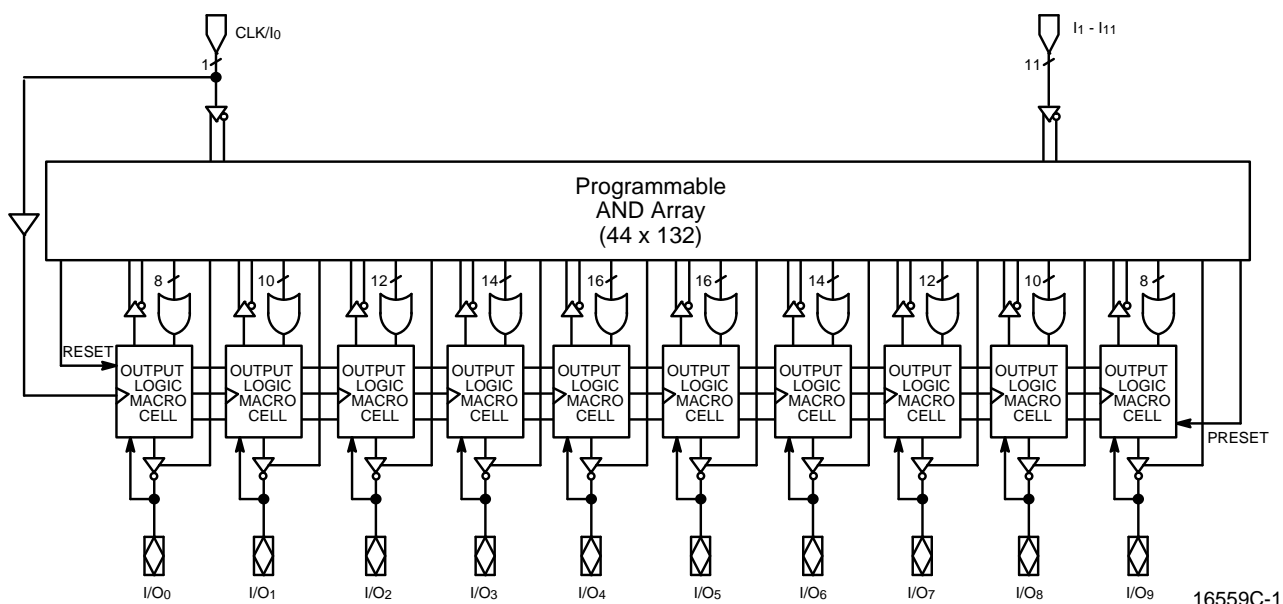 CLK/I0
I1 - I11
1
11
Programmable
AND Array
(44 x 132)
8
10
12
14
16
16
14
12
10
8
RESET
OUTPUT
LOGIC
MACRO
CELL
OUTPUT
LOGIC
MACRO
CELL
OUTPUT
LOGIC
MACRO
CELL
OUTPUT
LOGIC
MACRO
CELL
OUTPUT
LOGIC
MACRO
CELL
OUTPUT
LOGIC
MACRO
CELL
OUTPUT
LOGIC
MACRO
CELL
OUTPUT
LOGIC
MACRO
CELL
OUTPUT
LOGIC
MACRO
CELL
OUTPUT
LOGIC
MACRO
CELL
PRESET
I/O0
I/O1
I/O2
I/O3
I/O4
I/O5
I/O6
I/O7
I/O8
I/O9
16559C-1